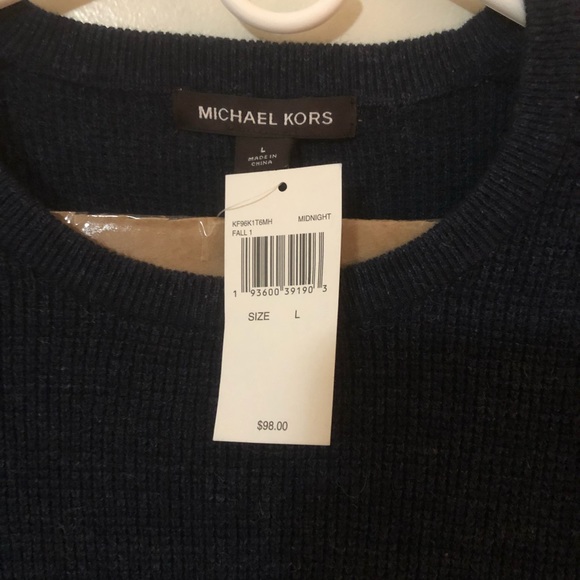 MICHAEL KORS
L
MADE IN
CHINA
KF96K1T6MH MIDNIGHT
FALL 1
1 93600 39190 3
SIZE L
$98.00